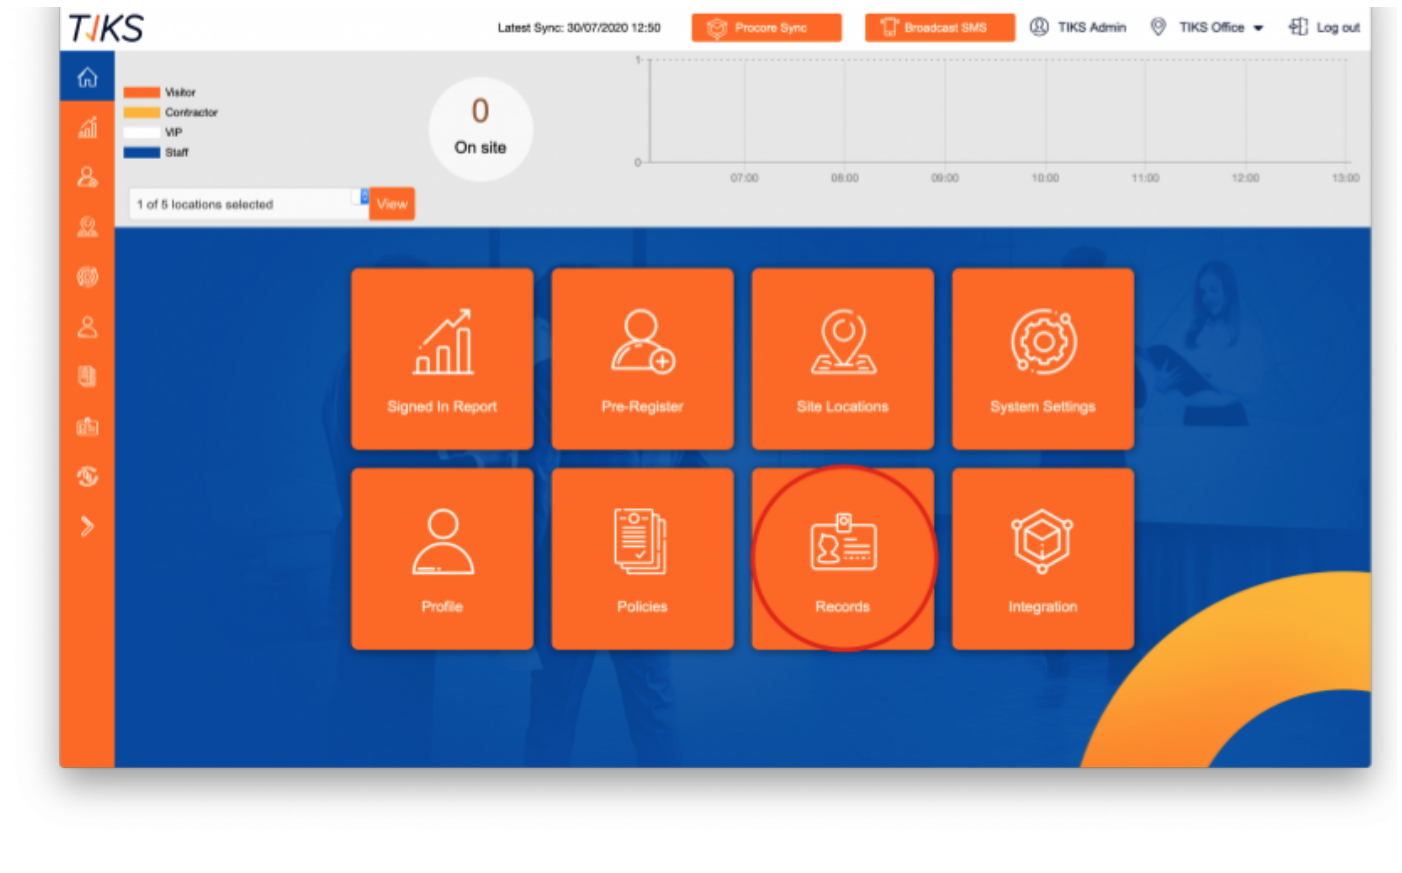 TIKS
Latest Sync: 30/07/2020 12:50
Procore Sync
Broadcast SMS
TIKS Admin
TIKS Office
Log out
Visitor
Contractor
VIP
Staff
0
On site
1
0
07:00 08:00 09:00 10:00 11:00 12:00 13:00
1 of 5 locations selected
View
Signed In Report
Pre-Register
Site Locations
System Settings
Profile
Policies
Records
Integration